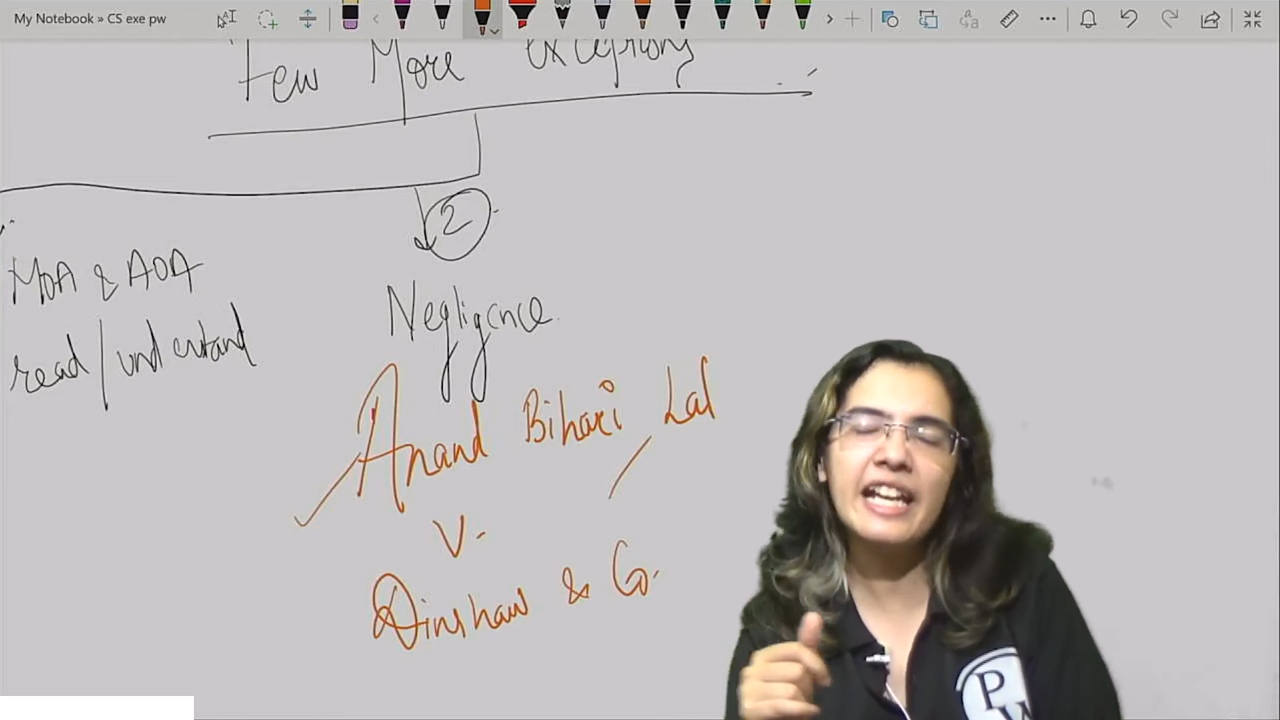 My Notebook » CS exe pw
Few More exceptions
2
MOA & AOA
read/understand
Negligence
Anand Bihari Lal
V.
Dinshaw & Co.
P
W